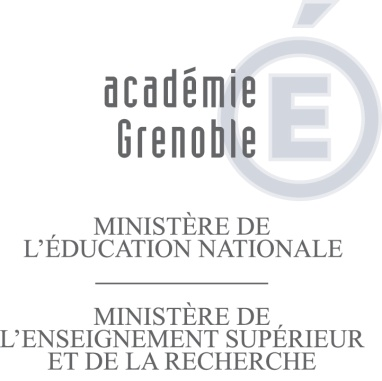 académie
Grenoble
É
MINISTÈRE DE
L'ÉDUCATION NATIONALE
MINISTÈRE DE
L'ENSEIGNEMENT SUPÉRIEUR
ET DE LA RECHERCHE